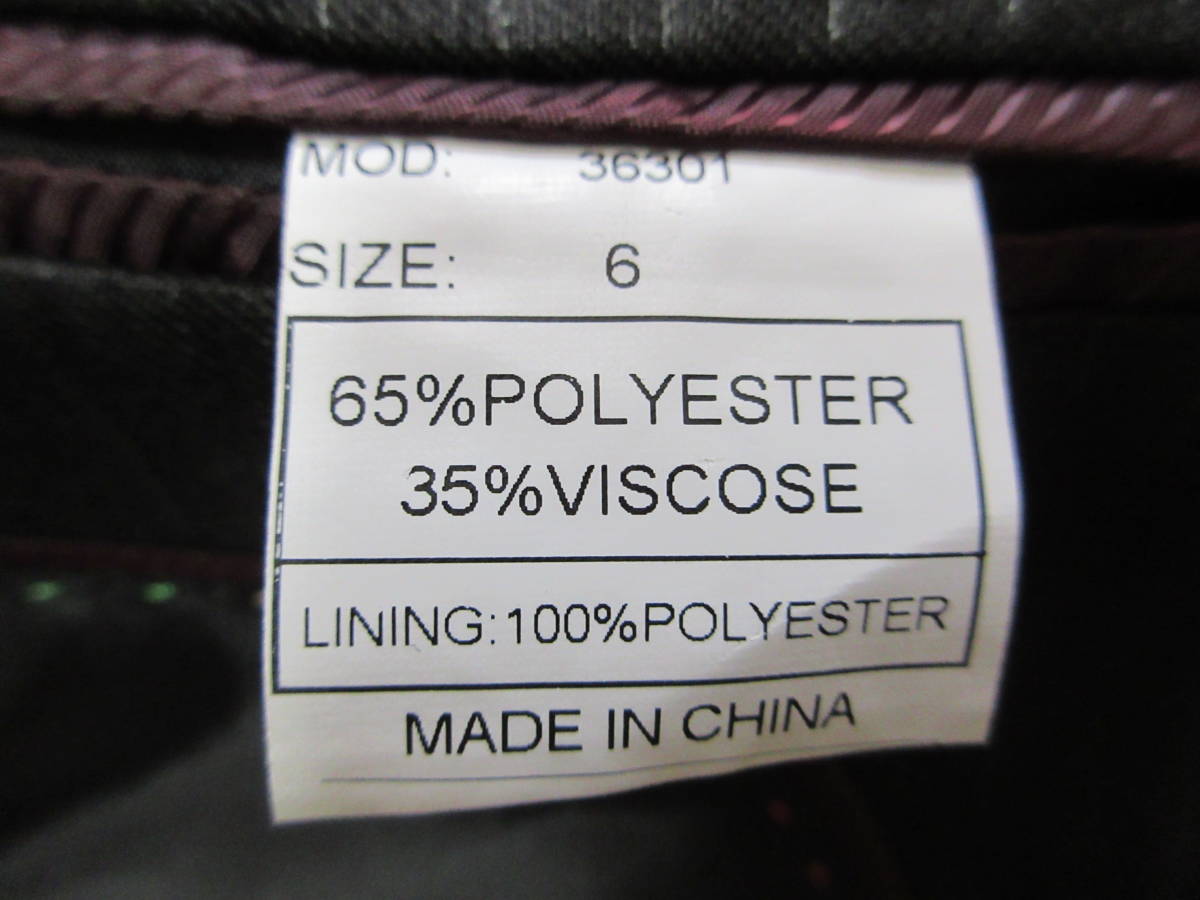 MOD: 36301
SIZE: 6
65%POLYESTER
35%VISCOSE
LINING:100%POLYESTER
MADE IN CHINA